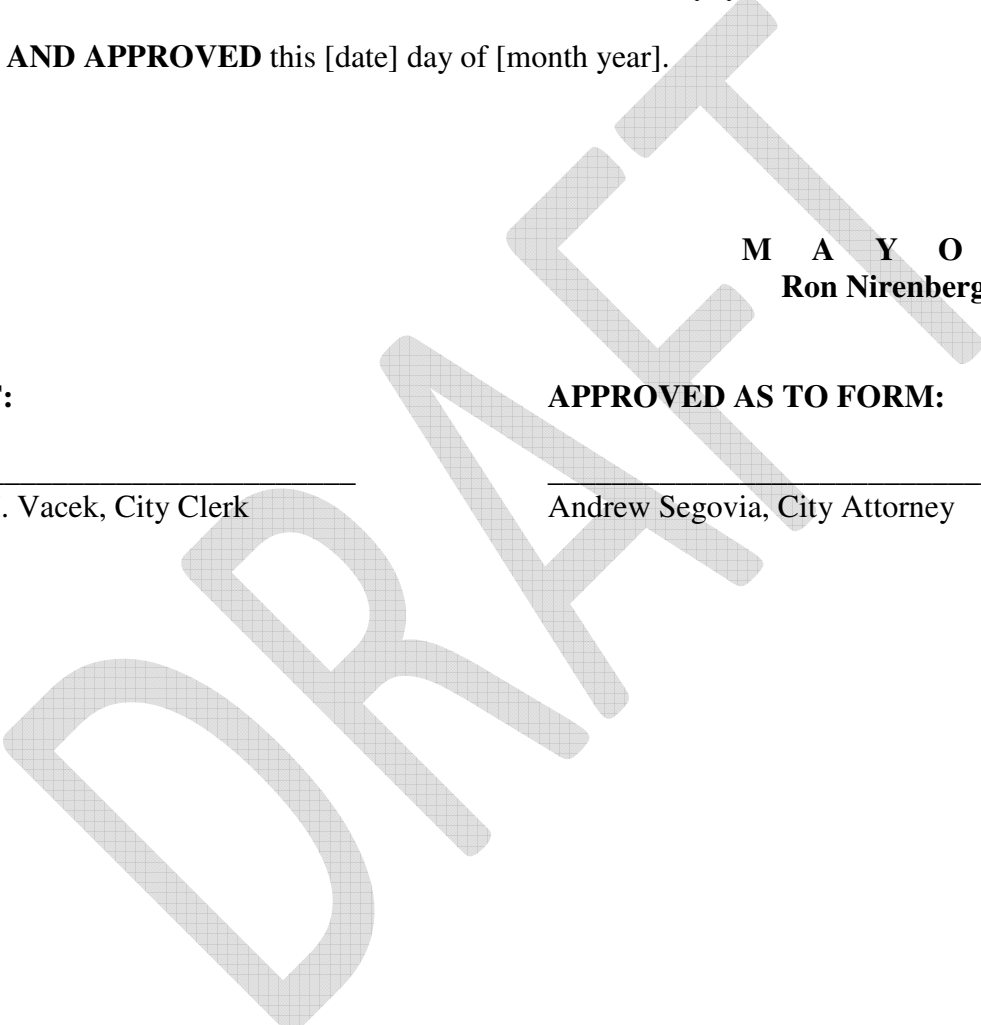 AND APPROVED this [date] day of [month year].
M A Y O
Ron Nirenberg
:
APPROVED AS TO FORM:
. Vacek, City Clerk
Andrew Segovia, City Attorney
DRAFT